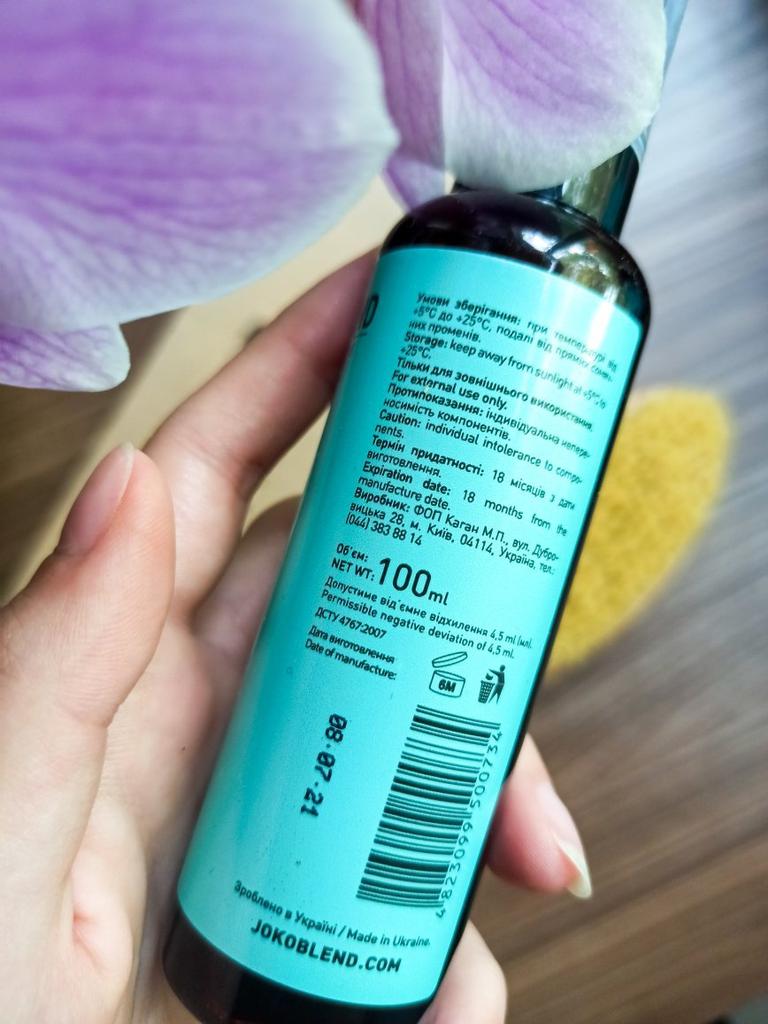 Умови зберігання: при температурі від
+5°C до +25°C, подалі від прямих соняч-
них променів.
Storage: keep away from sunlight at +5°C to
+25°C.
Тільки для зовнішнього використання.
For external use only.
Протипоказання: індивідуальна непере-
носимість компонентів.
Caution: individual intolerance to compo-
nents.
Термін придатності: 18 місяців з дати
виготовлення.
Expiration date: 18 months from the
manufacture date.
Виробник: ФОП Каган М.П., вул. Дубро-
вицька 28, м. Київ, 04114, Україна, тел.:
(044) 383 88 14
Об'єм:
NET WT: 100ml
Допустиме від'ємне відхилення 4,5 ml (мл).
Permissible negative deviation of 4,5 ml.
ДСТУ 4767:2007
Дата виготовлення
Date of manufacture:
6M
08.07.21
4823099500734
Зроблено в Україні / Made in Ukraine.
JOKOBLEND.COM